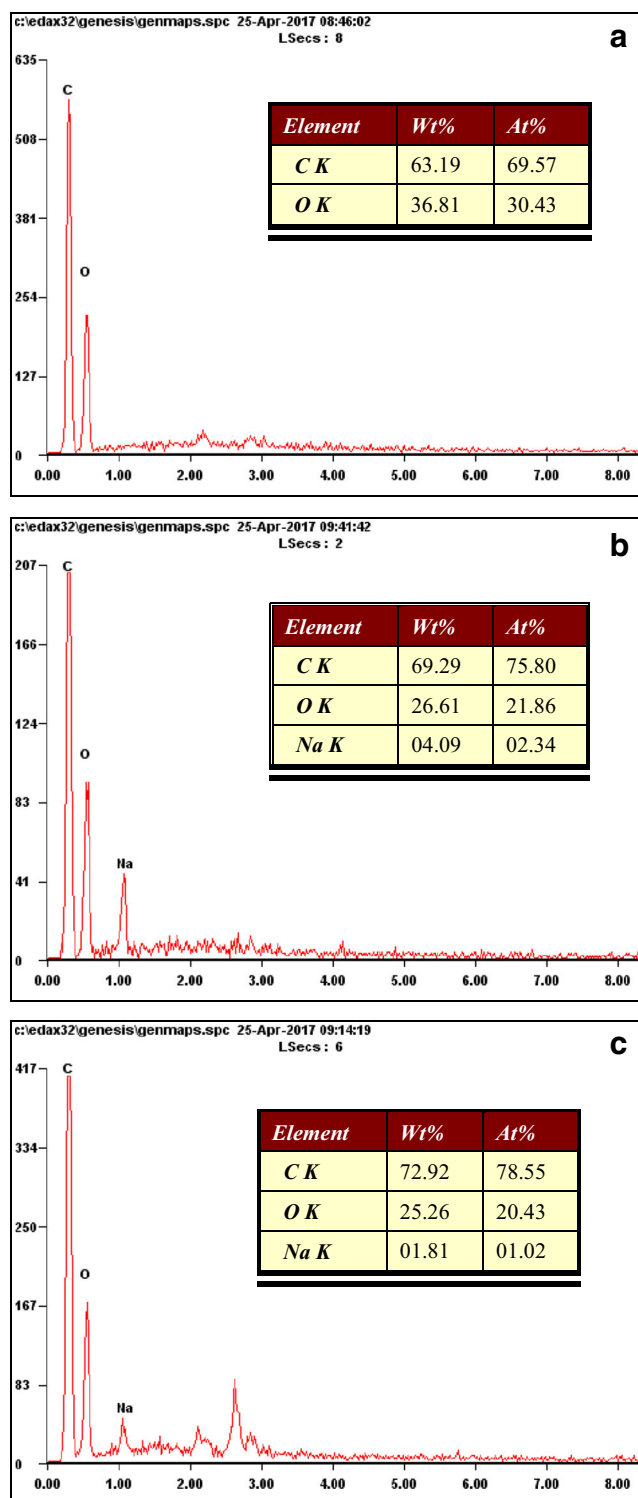 c:\edax32\genesis\genmaps.spc 25-Apr-2017 08:46:02
LSecs : 8
a
635
508
381
254
127
0
C
O
Element Wt% At%
C K 63.19 69.57
O K 36.81 30.43
0.00 1.00 2.00 3.00 4.00 5.00 6.00 7.00 8.00
c:\edax32\genesis\genmaps.spc 25-Apr-2017 09:41:42
LSecs : 2
b
207
166
124
83
41
0
C
O
Na
Element Wt% At%
C K 69.29 75.80
O K 26.61 21.86
Na K 04.09 02.34
0.00 1.00 2.00 3.00 4.00 5.00 6.00 7.00 8.00
c:\edax32\genesis\genmaps.spc 25-Apr-2017 09:14:19
LSecs : 6
c
417
334
250
167
83
0
C
O
Na
Element Wt% At%
C K 72.92 78.55
O K 25.26 20.43
Na K 01.81 01.02
0.00 1.00 2.00 3.00 4.00 5.00 6.00 7.00 8.00